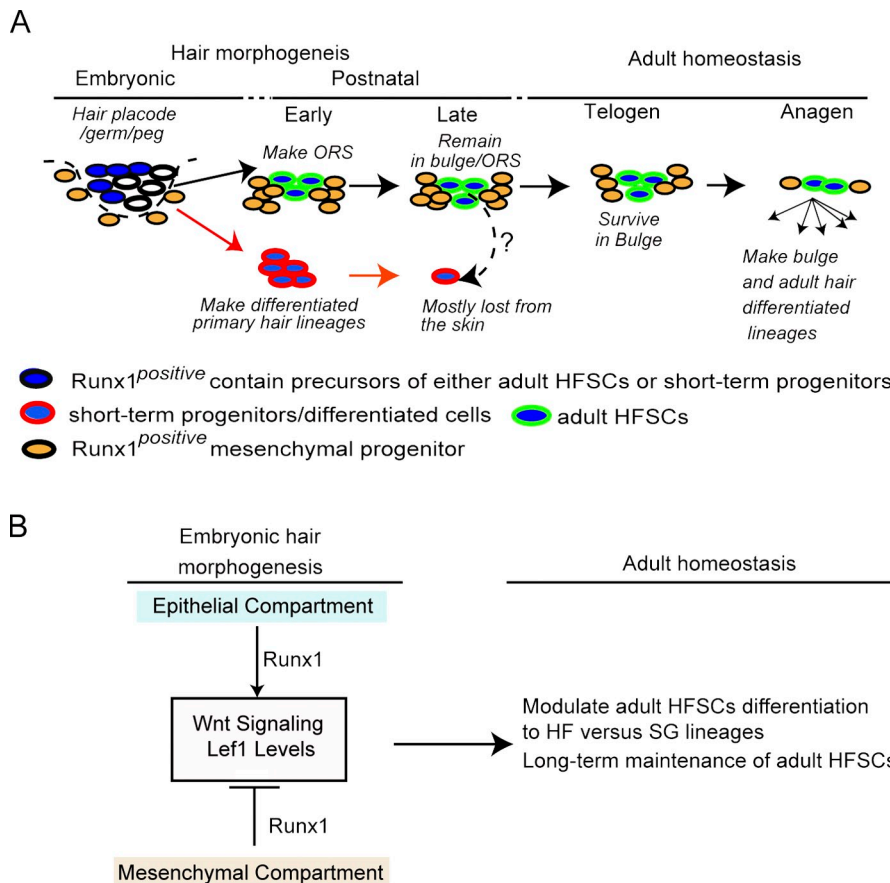 A
Hair morphogeneis
Adult homeostasis
Embryonic
Postnatal
Hair placode
/germ/peg
Early
Late
Telogen
Anagen
Make ORS
Remain
in bulge/ORS
Survive
in Bulge
?
Make differentiated
primary hair lineages
Mostly lost from
the skin
Make bulge
and adult hair
differentiated
lineages
Runx1positive contain precursors of either adult HFSCs or short-term progenitors
short-term progenitors/differentiated cells
adult HFSCs
Runx1positive mesenchymal progenitor
B
Embryonic hair
morphogenesis
Adult homeostasis
Epithelial Compartment
Runx1
Wnt Signaling
Lef1 Levels
Modulate adult HFSCs differentiation
to HF versus SG lineages
Long-term maintenance of adult HFSCs
Runx1
Mesenchymal Compartment